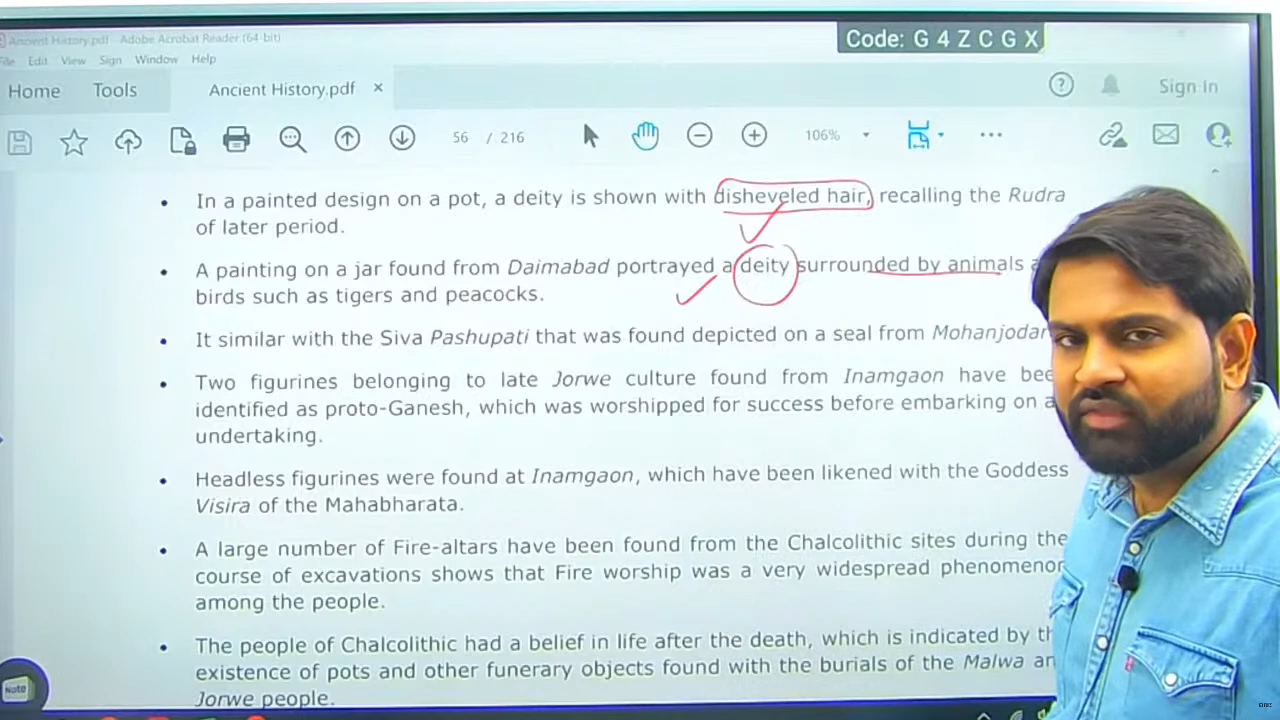 Ancient History.pdf - Adobe Acrobat Reader (64-bit)
Code: G 4 Z C G X
File Edit View Sign Window Help
Home Tools Ancient History.pdf × ? Sign In
56 / 216 106%
• In a painted design on a pot, a deity is shown with disheveled hair, recalling the Rudra
of later period.
• A painting on a jar found from Daimabad portrayed a deity surrounded by animals
birds such as tigers and peacocks.
• It similar with the Siva Pashupati that was found depicted on a seal from Mohanjodar
• Two figurines belonging to late Jorwe culture found from Inamgaon have bee
identified as proto-Ganesh, which was worshipped for success before embarking on a
undertaking.
• Headless figurines were found at Inamgaon, which have been likened with the Goddess
Visira of the Mahabharata.
• A large number of Fire-altars have been found from the Chalcolithic sites during the
course of excavations shows that Fire worship was a very widespread phenomenon
among the people.
• The people of Chalcolithic had a belief in life after the death, which is indicated by th
existence of pots and other funerary objects found with the burials of the Malwa an
Jorwe people.
Note